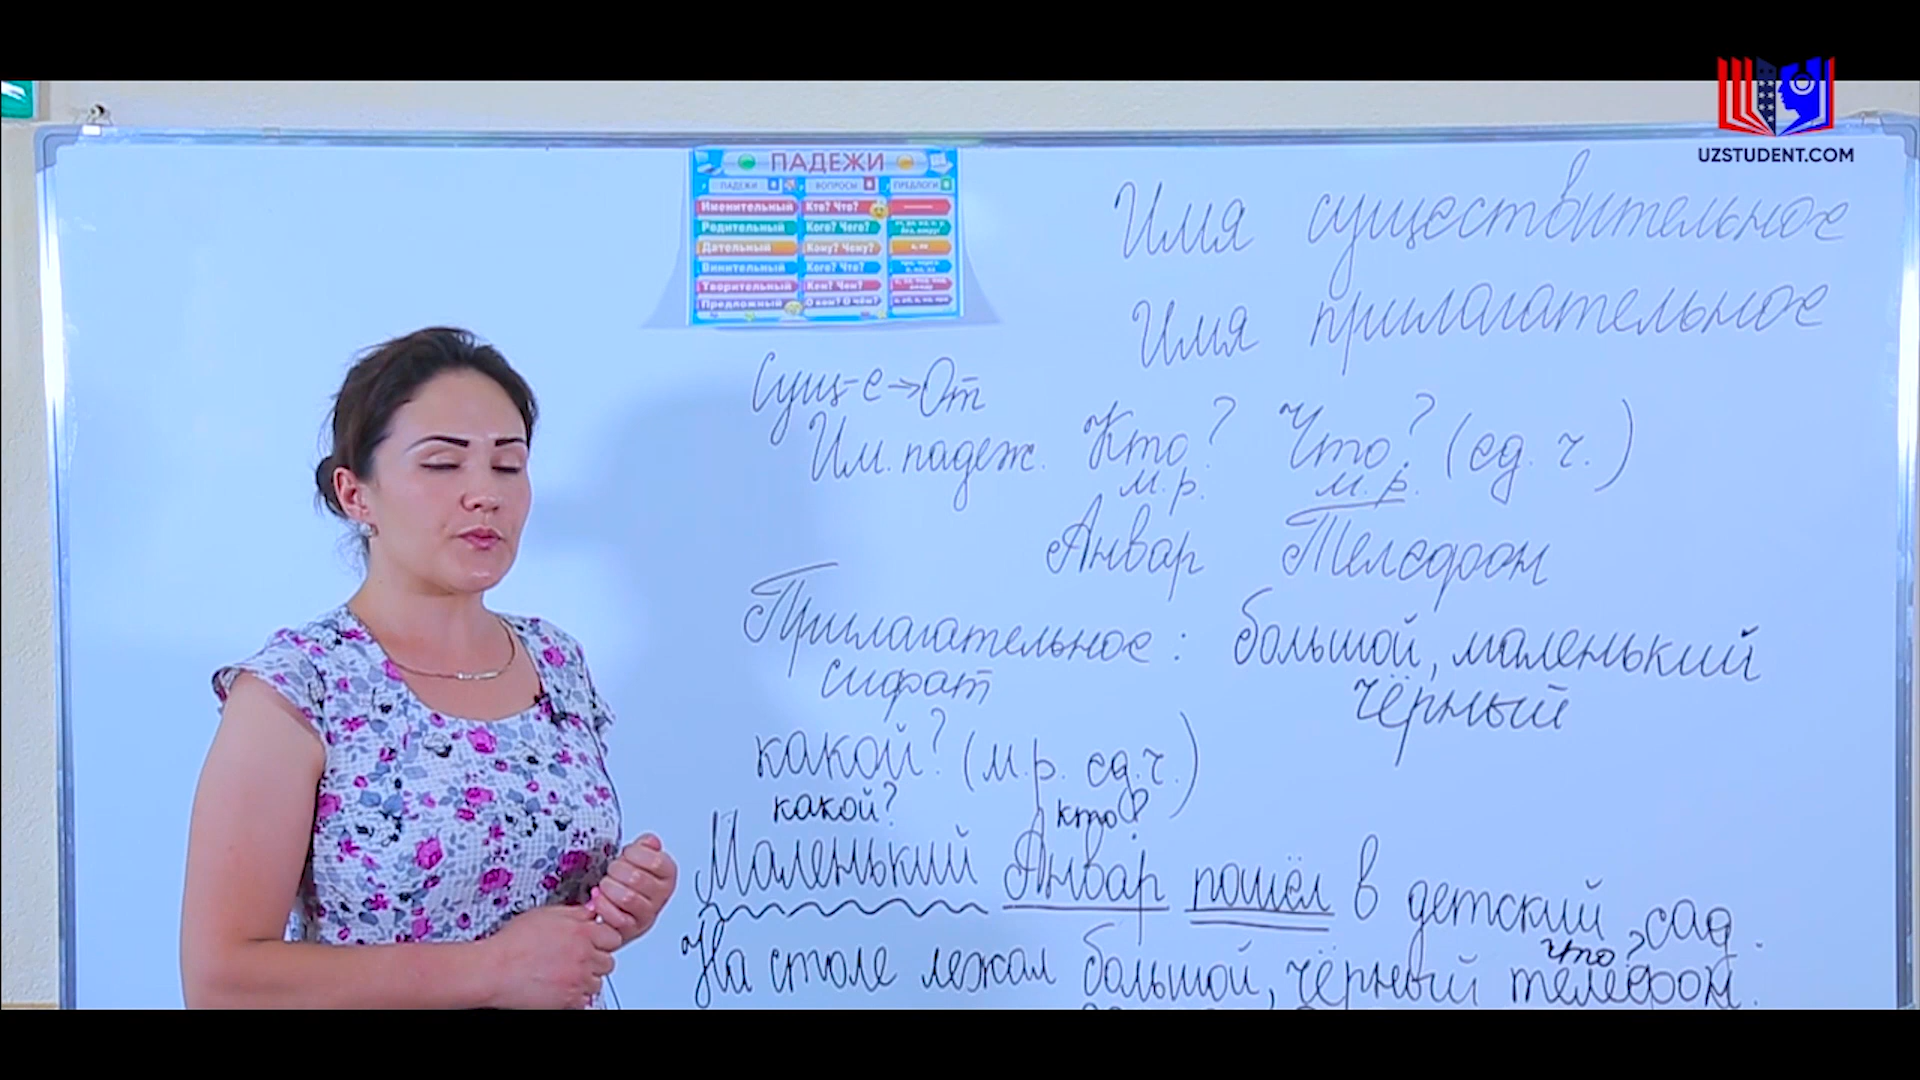 UZSTUDENT.COM
ПАДЕЖИ
ПАДЕЖИ ВОПРОСЫ ПРЕДЛОГИ
Именительный Кто? Что?
Родительный Кого? Чего?
Дательный Кому? Чему?
Винительный Кого? Что?
Творительный Кем? Чем?
Предложный О ком? О чём?
Имя существительное
Имя прилагательное
Сущ-е → От
Им. падеж. Кто? Что? (ед. ч.)
м.р. м.р.
Анвар Телефон
Прилагательное: большой, маленький
сифат чёрный
какой? (м.р. ед.ч.)
какой? кто?
Маленький Анвар пошёл в детский сад.
что?
На столе лежал большой, чёрный телефон.